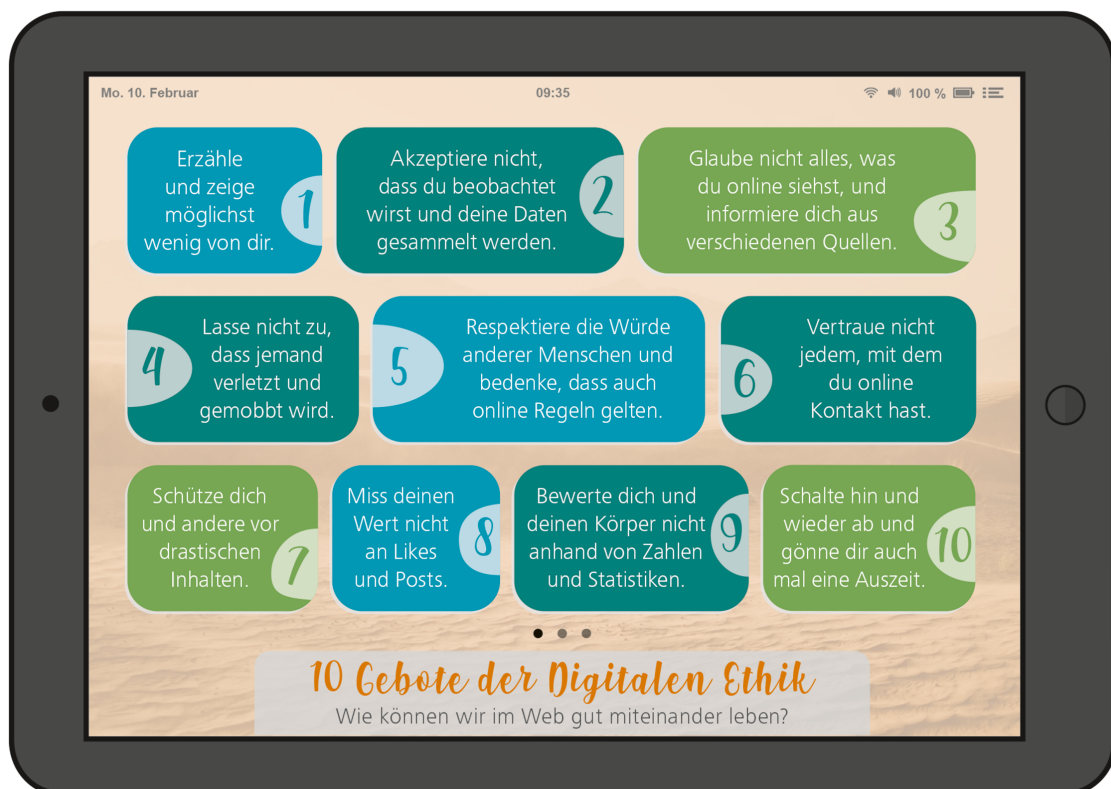 Mo. 10. Februar
09:35
100 %
Erzähle
und zeige
möglichst
wenig von dir.
1
Akzeptiere nicht,
dass du beobachtet
wirst und deine Daten
gesammelt werden.
2
Glaube nicht alles, was
du online siehst, und
informiere dich aus
verschiedenen Quellen.
3
4
Lasse nicht zu,
dass jemand
verletzt und
gemobbt wird.
5
Respektiere die Würde
anderer Menschen und
bedenke, dass auch
online Regeln gelten.
6
Vertraue nicht
jedem, mit dem
du online
Kontakt hast.
Schütze dich
und andere vor
drastischen
Inhalten.
7
Miss deinen
Wert nicht
an Likes
und Posts.
8
Bewerte dich und
deinen Körper nicht
anhand von Zahlen
und Statistiken.
9
Schalte hin und
wieder ab und
gönne dir auch
mal eine Auszeit.
10
10 Gebote der Digitalen Ethik
Wie können wir im Web gut miteinander leben?